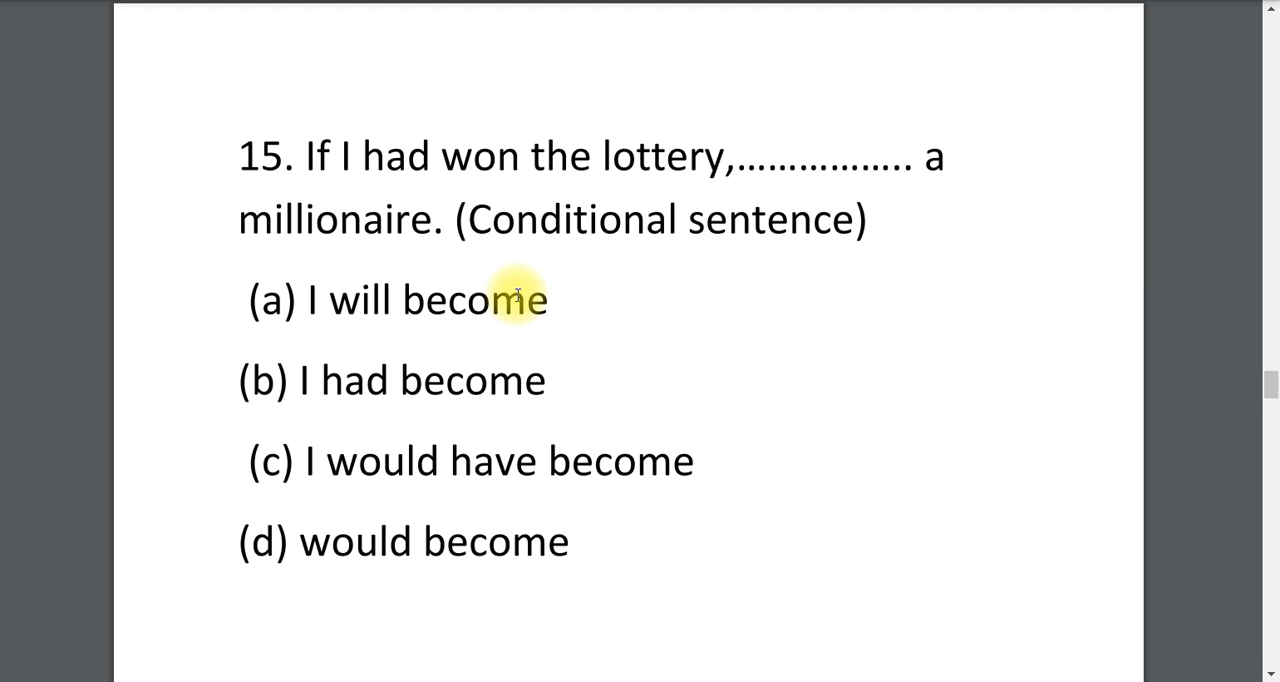 15. If I had won the lottery,…………….. a
millionaire. (Conditional sentence)
(a) I will become
(b) I had become
(c) I would have become
(d) would become